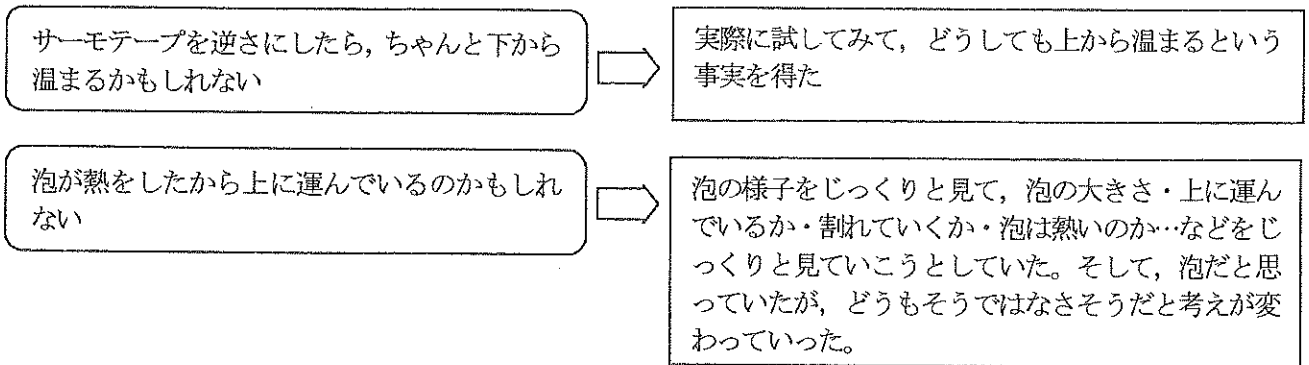 サーモテープを逆さにしたら，ちゃんと下から
温まるかもしれない
実際に試してみて，どうしても上から温まるという
事実を得た
泡が熱をしたから上に運んでいるのかもしれ
ない
泡の様子をじっくりと見て，泡の大きさ・上に運ん
でいるか・割れていくか・泡は熱いのか…などをじ
っくりと見ていこうとしていた。そして，泡だと思
っていたが，どうもそうではなさそうだと考えが変
わっていった。